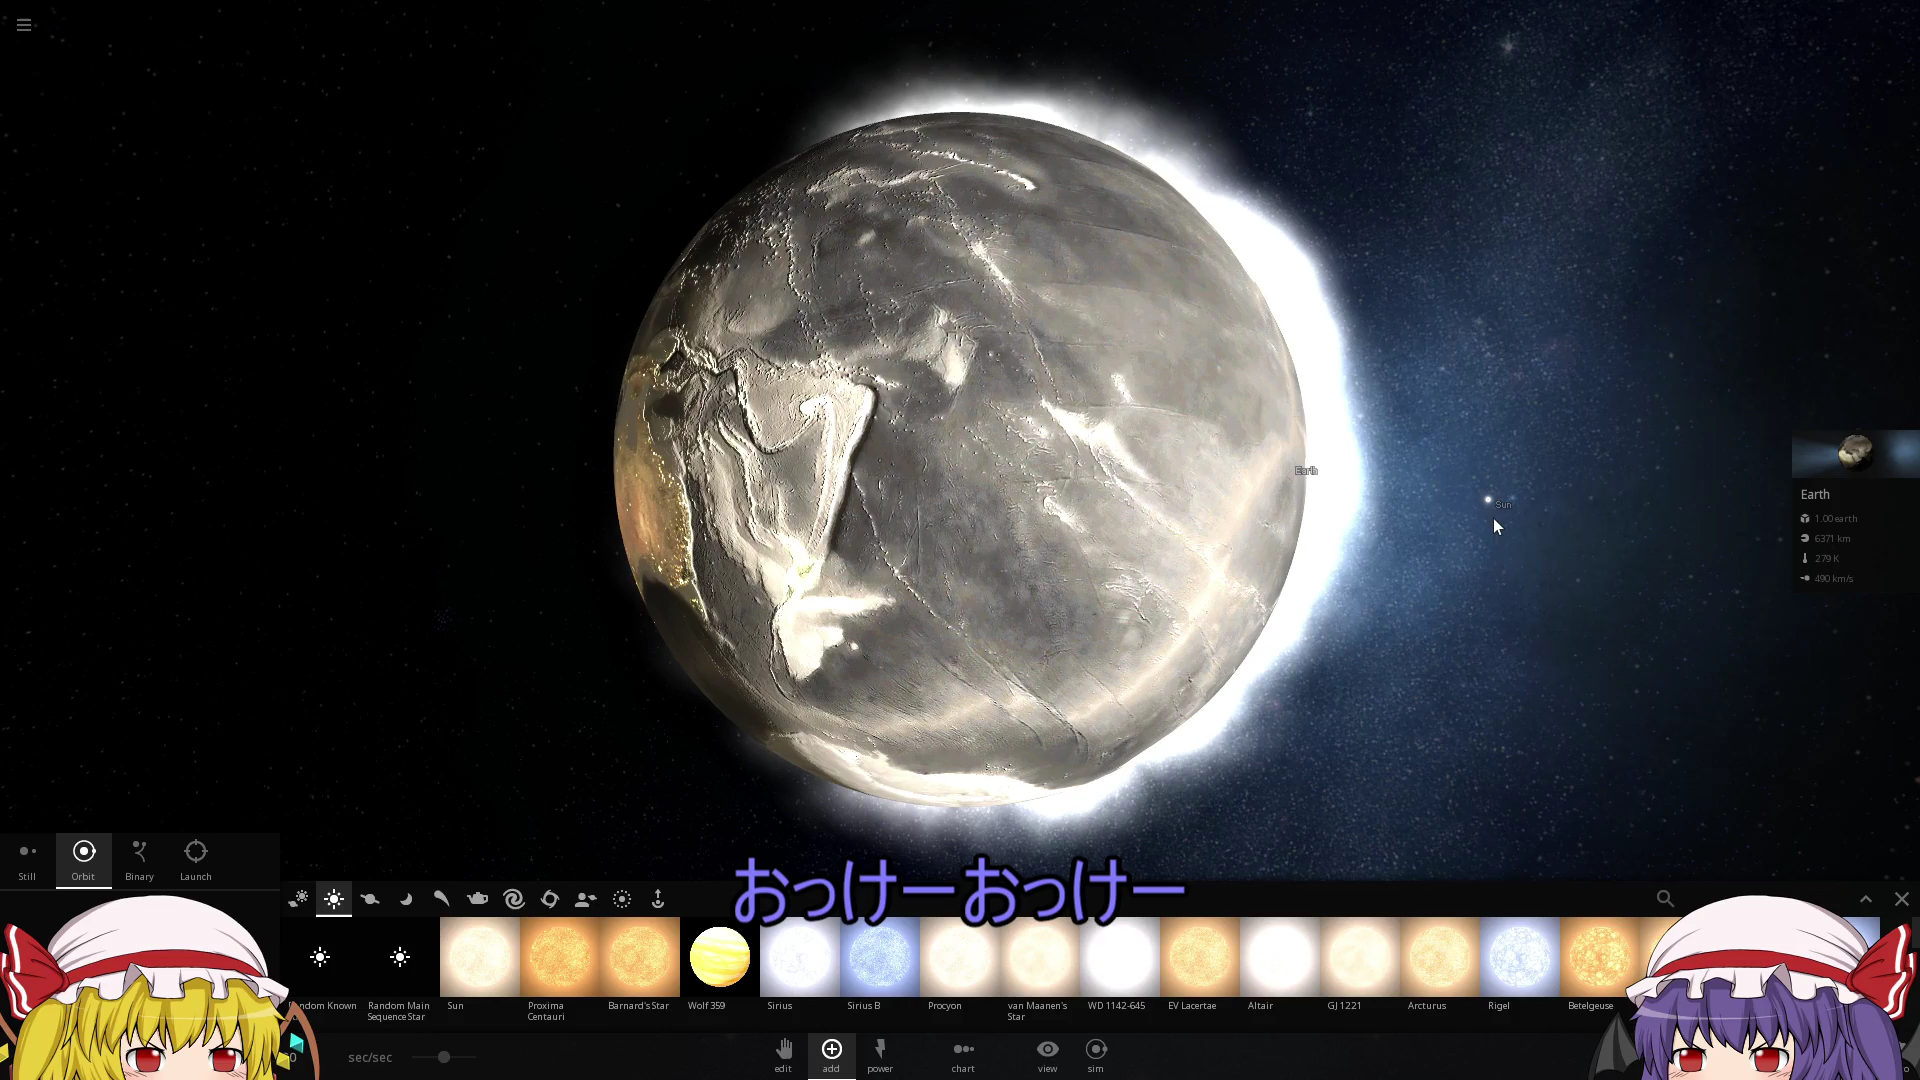 Earth
Sun
Earth
1.00 earth
6371 km
279 K
490 km/s
Still
Orbit
Binary
Launch
おっけーおっけー
Random Main Sequence Star
Sun
Proxima Centauri
Barnard's Star
Wolf 359
Sirius
Sirius B
Procyon
van Maanen's Star
WD 1142-645
EV Lacertae
Altair
GJ 1221
Arcturus
Rigel
Betelgeuse
sec/sec
edit
add
power
chart
view
sim